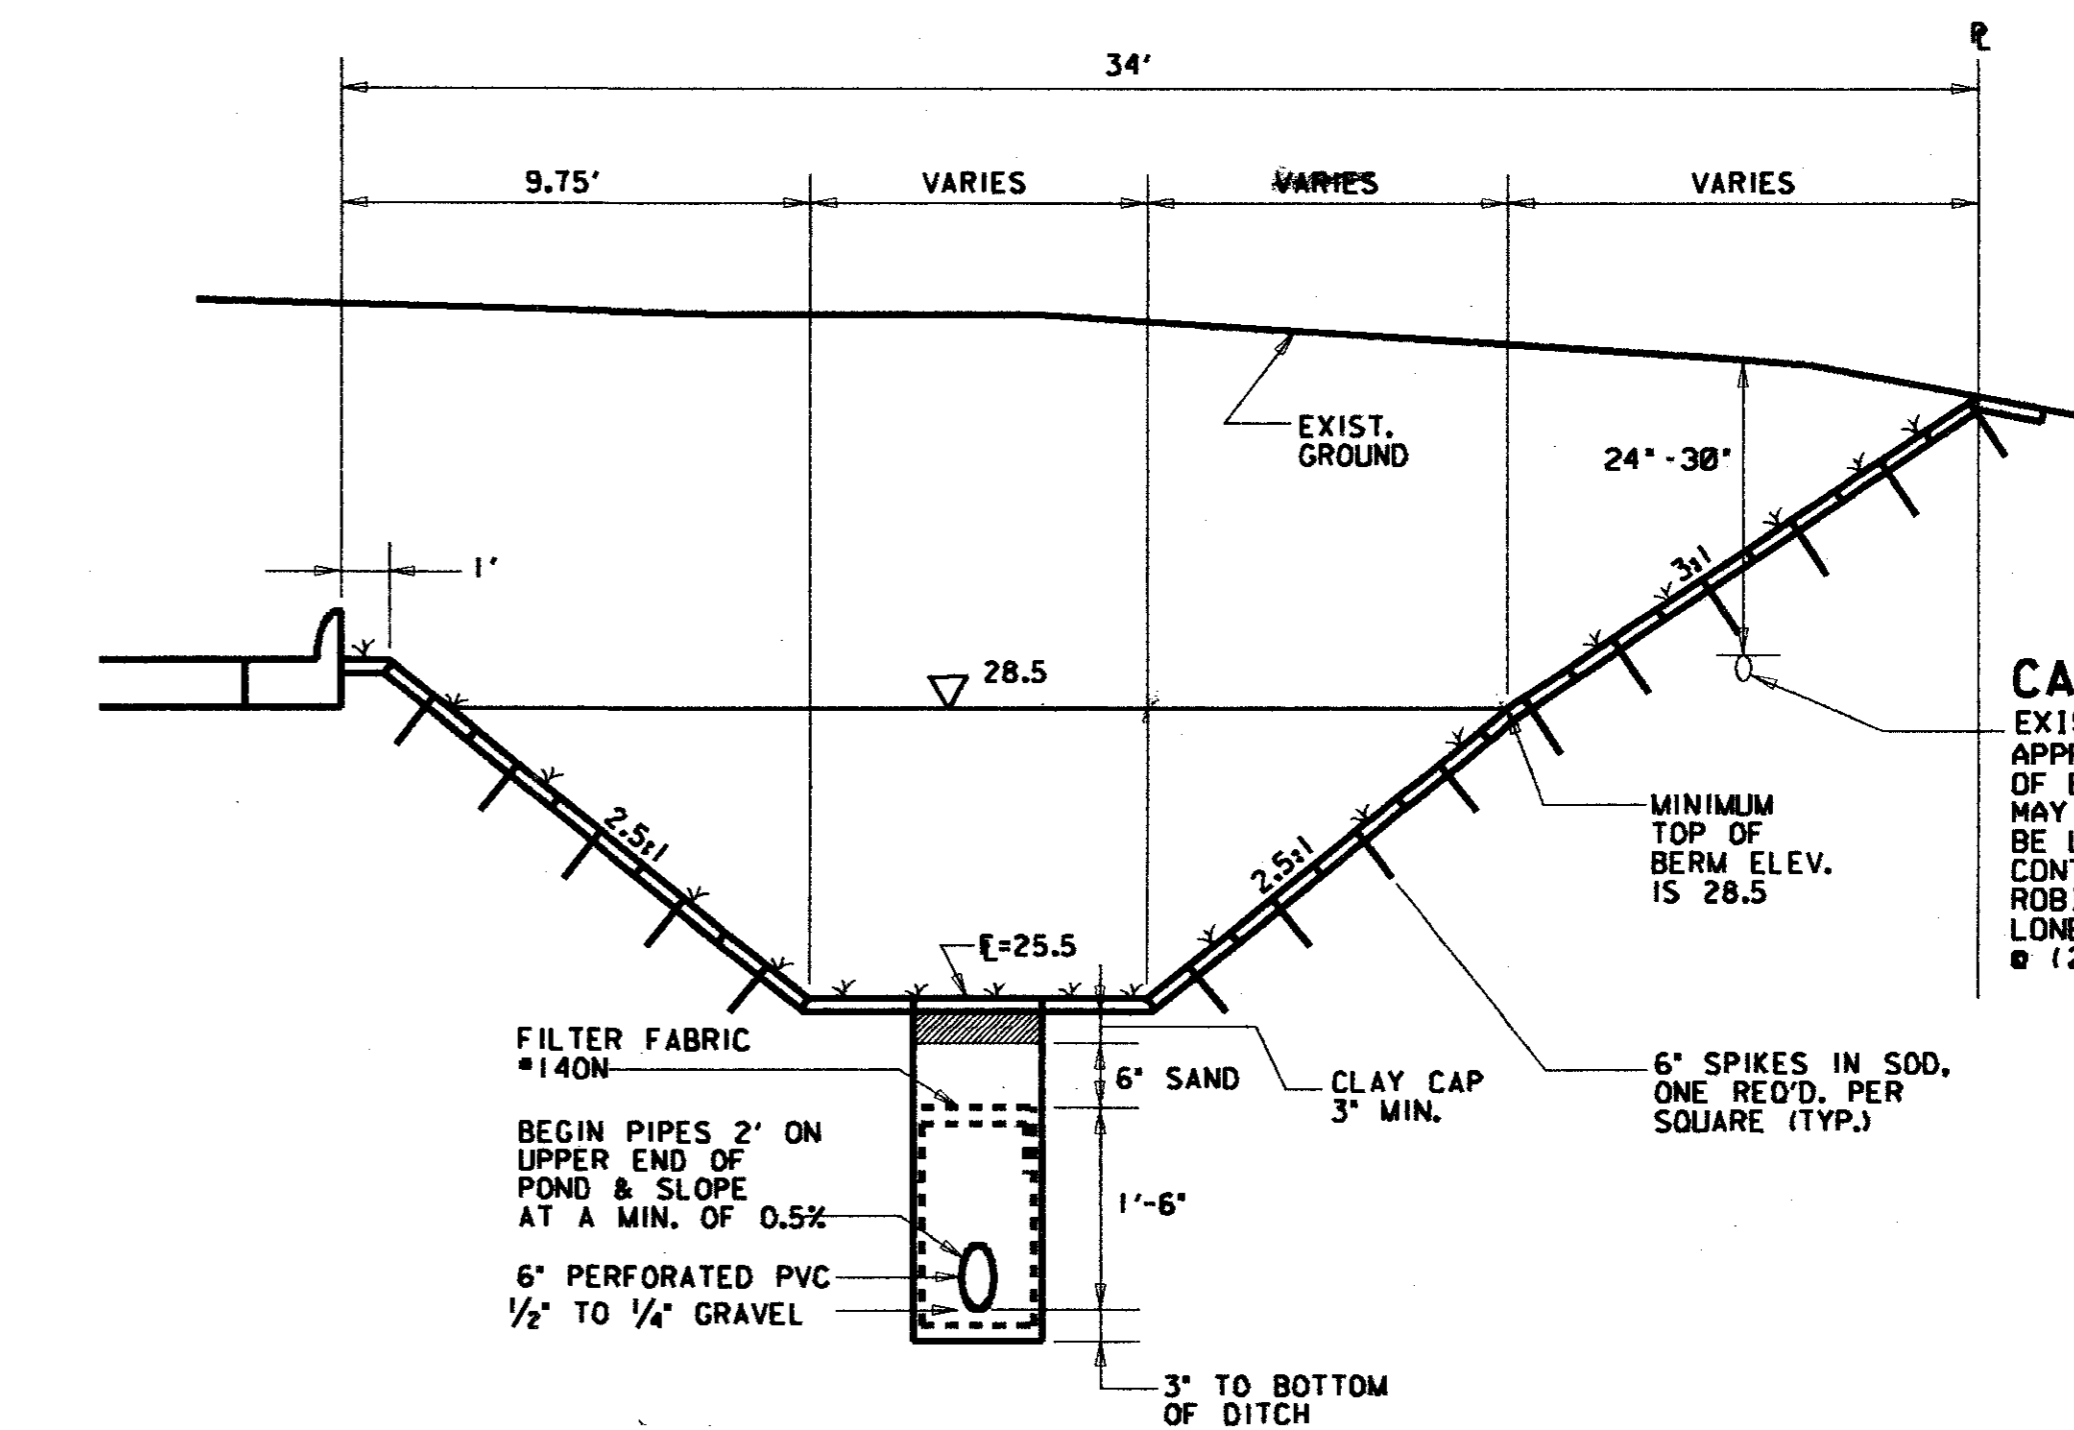 PL
34'
9.75'
VARIES
VARIES
VARIES
EXIST.
GROUND
24"-30"
1'
3:1
28.5
2.5:1
2.5:1
MINIMUM
TOP OF
BERM ELEV.
IS 28.5
CA
EXIS
APPR
OF
MAY
BE L
CONT
ROB
LONE
(2
FL=25.5
FILTER FABRIC
#140N
6" SAND
CLAY CAP
3" MIN.
6" SPIKES IN SOD,
ONE REQ'D. PER
SQUARE (TYP.)
BEGIN PIPES 2' ON
UPPER END OF
POND & SLOPE
AT A MIN. OF 0.5%
1'-6"
6" PERFORATED PVC
1/2" TO 1/4" GRAVEL
3" TO BOTTOM
OF DITCH